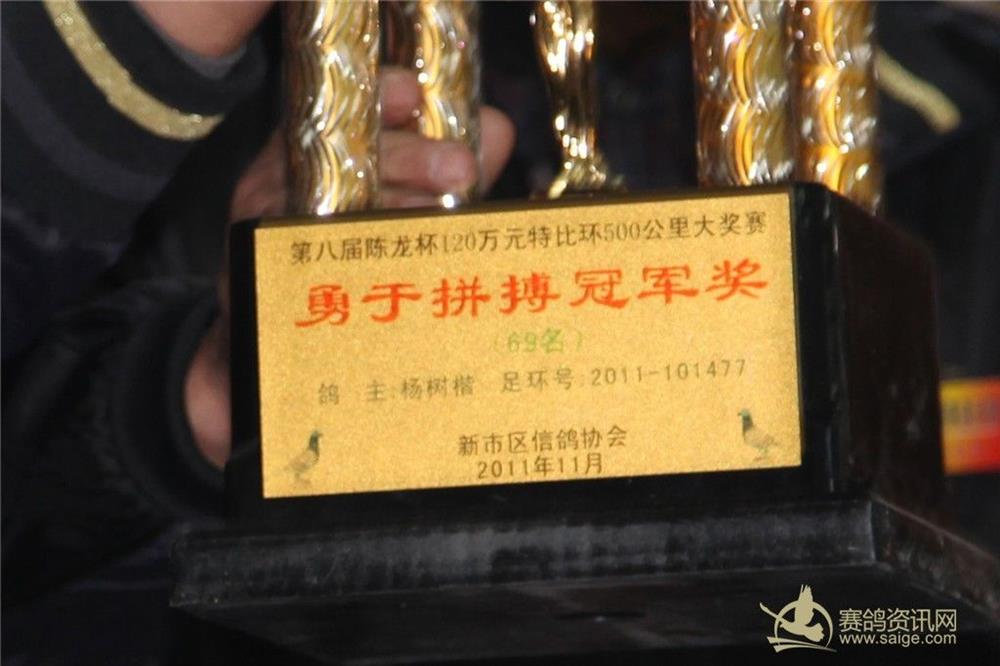 第八届陈龙杯120万元特比环500公里大奖赛
勇于拼搏冠军奖
（69名）
鸽 主:杨树楷 足环号:2011-101477
新市区信鸽协会
2011年11月
赛鸽资讯网
www.saige.com